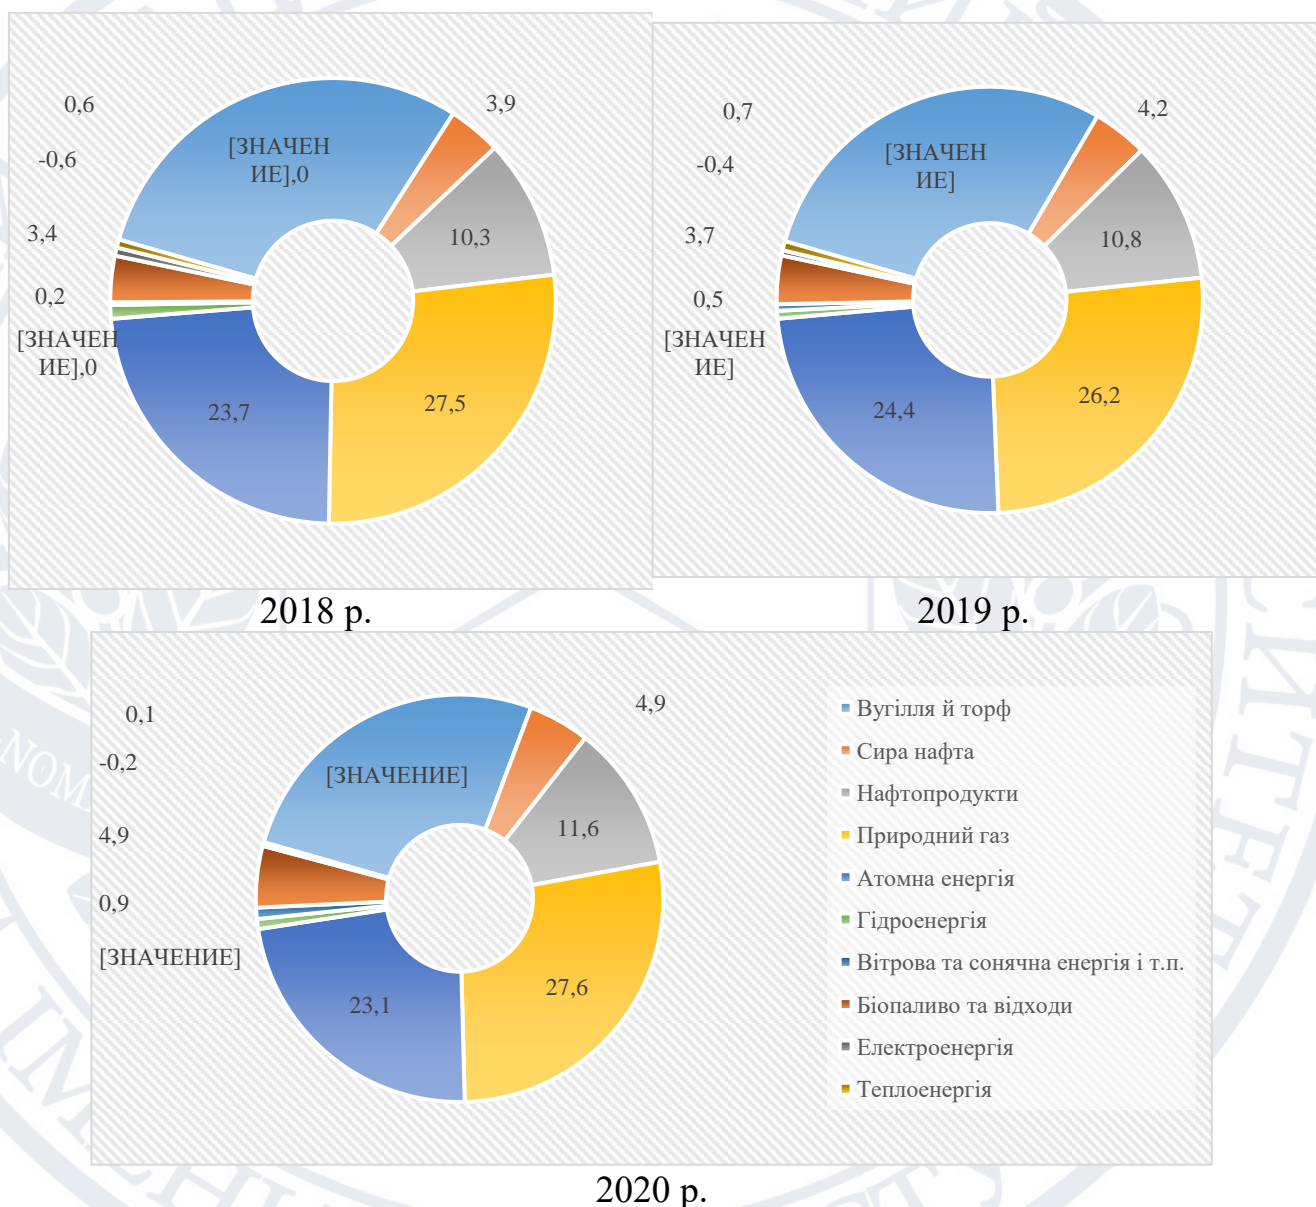 0,6
3,9
-0,6
[ЗНАЧЕН
ИЕ],0
3,4
10,3
0,2
[ЗНАЧЕН
ИЕ],0
23,7
27,5
2018 р.
0,7
4,2
-0,4
[ЗНАЧЕН
ИЕ]
3,7
10,8
0,5
[ЗНАЧЕН
ИЕ]
24,4
26,2
2019 р.
0,1
4,9
-0,2
[ЗНАЧЕНИЕ]
4,9
11,6
0,9
[ЗНАЧЕНИЕ]
23,1
27,6
Вугілля й торф
Сира нафта
Нафтопродукти
Природний газ
Атомна енергія
Гідроенергія
Вітрова та сонячна енергія і т.п.
Біопаливо та відходи
Електроенергія
Теплоенергія
2020 р.